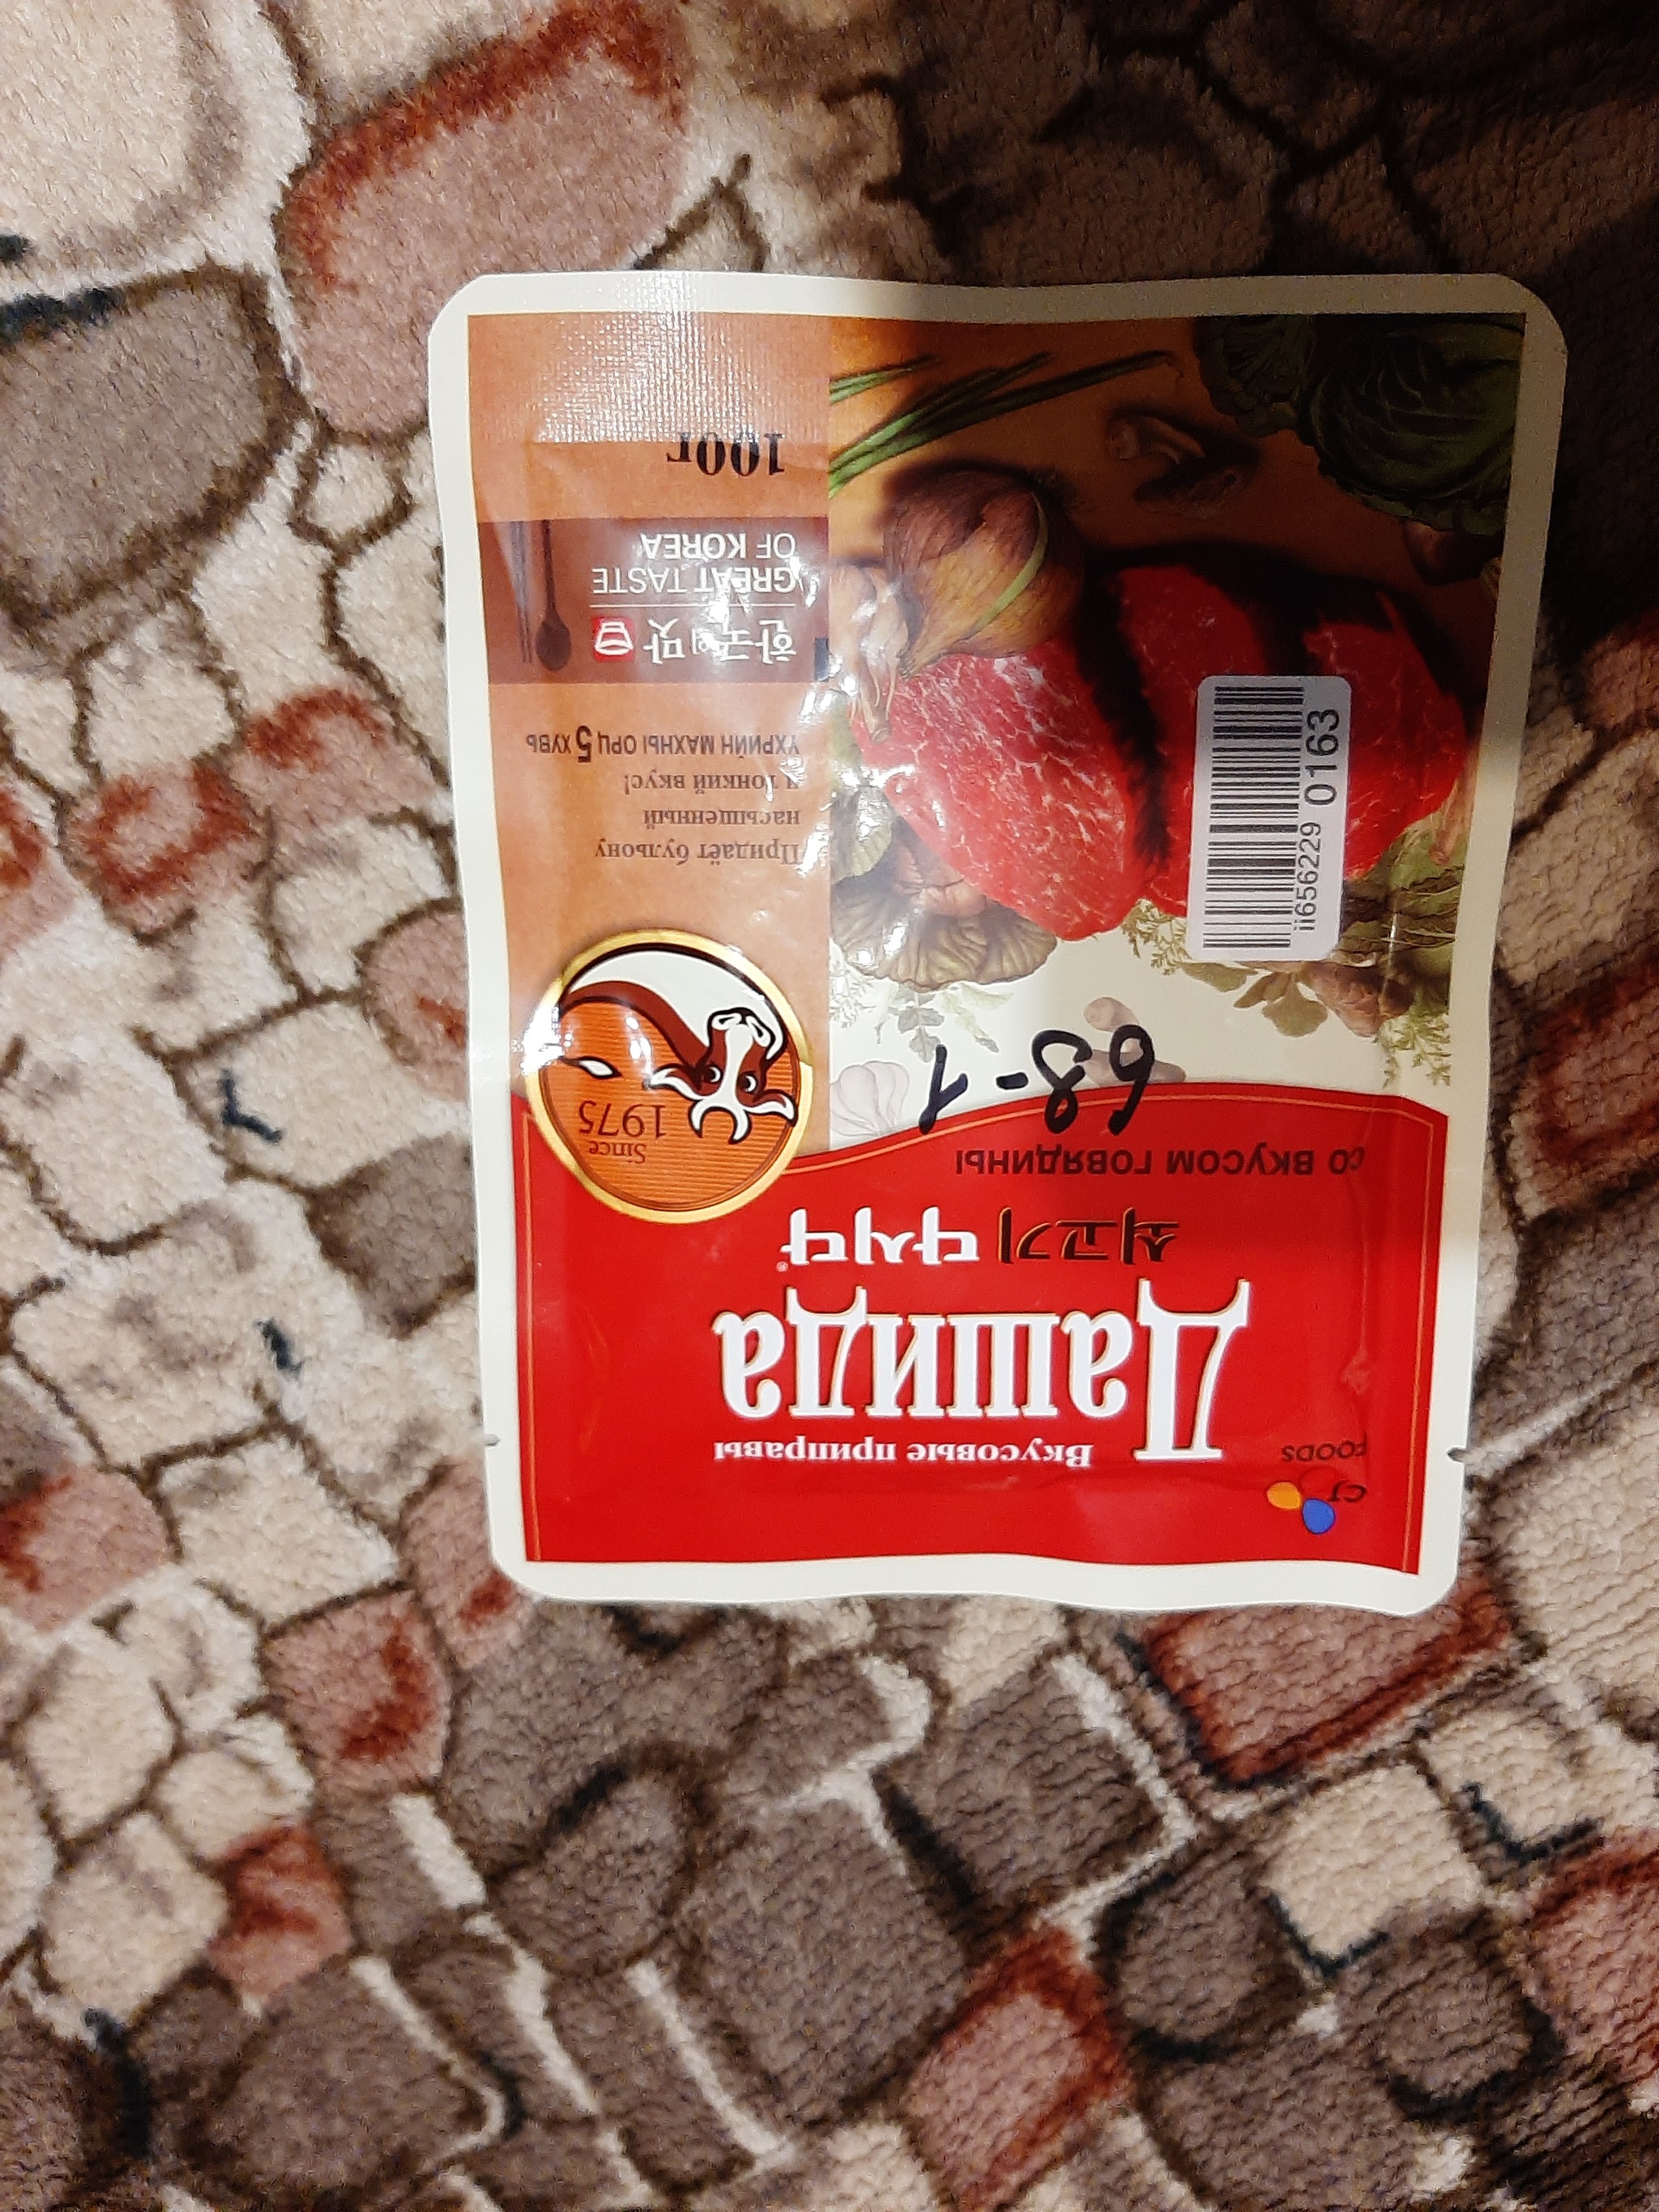 CJ
FOODS
Вкусовые приправы
Дашида
쇠고기 다시다
СО ВКУСОМ ГОВЯДИНЫ
68-1
Since
1975
Придаёт бульону
насыщенный
и тонкий вкус!
ҮХРИЙН МАХНЫ ОРЦ 5 ХУВЬ
한국의 맛
GREAT TASTE
OF KOREA
100г
ii656229 0163